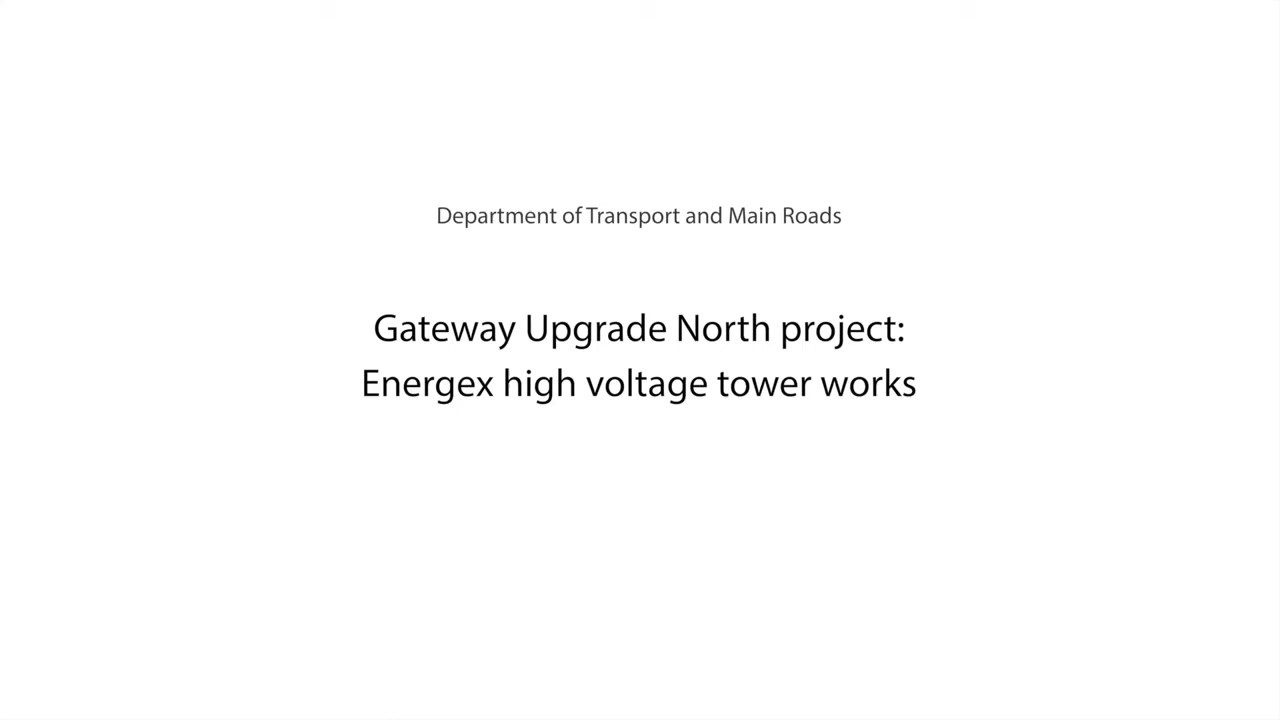 Department of Transport and Main Roads
Gateway Upgrade North project:
Energex high voltage tower works